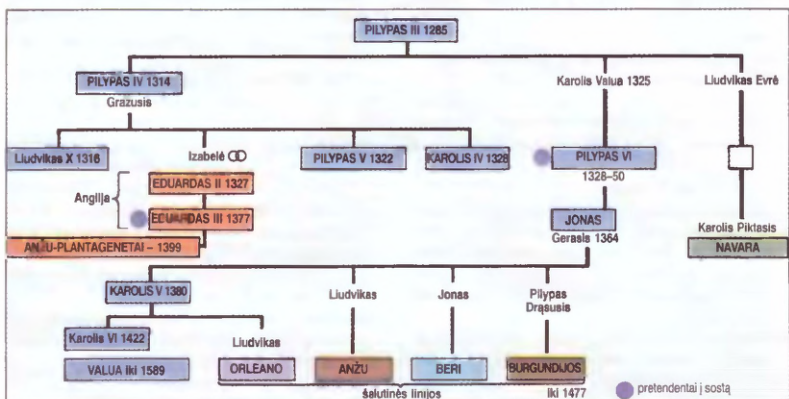 PILYPAS III 1285
PILYPAS IV 1314
Gražusis
Karolis Valua 1325
Liudvikas Evrė
Liudvikas X 1316
Izabelė
PILYPAS V 1322
KAROLIS IV 1328
PILYPAS VI
1328–50
Anglija
EDUARDAS II 1327
EDUARDAS III 1377
ANŽU-PLANTAGENETAI – 1399
JONAS
Gerasis 1364
Karolis Piktasis
NAVARA
KAROLIS V 1380
Liudvikas
Jonas
Pilypas
Drąsusis
Karolis VI 1422
Liudvikas
VALUA iki 1589
ORLEANO
ANŽU
BERI
BURGUNDIJOS
šalutinės linijos
iki 1477
pretendentai į sostą